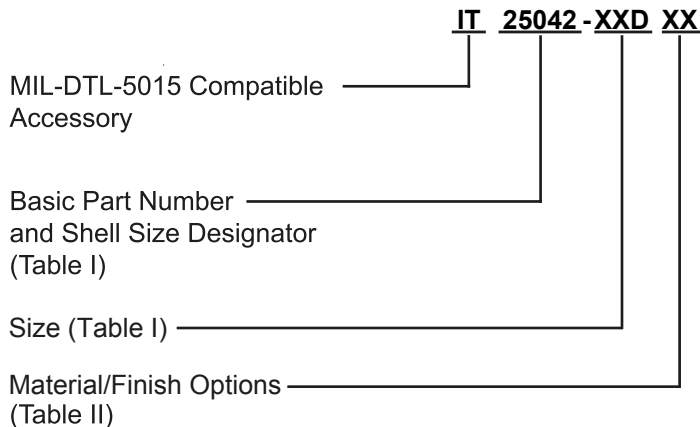 IT 25042-XXD XX
MIL-DTL-5015 Compatible
Accessory
Basic Part Number
and Shell Size Designator
(Table I)
Size (Table I)
Material/Finish Options
(Table II)